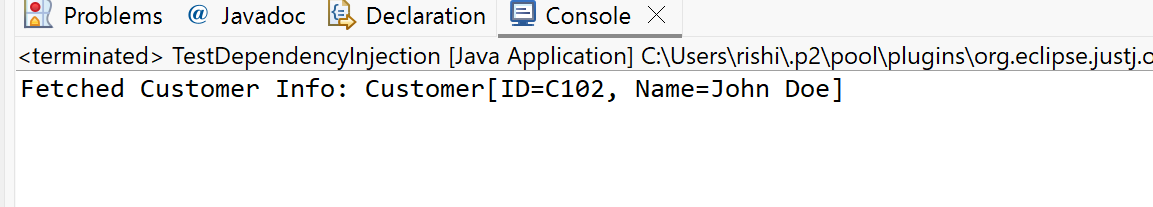 Problems @ Javadoc Declaration Console
<terminated> TestDependencyInjection [Java Application] C:\Users\rishi\.p2\pool\plugins\org.eclipse.justj.o
Fetched Customer Info: Customer[ID=C102, Name=John Doe]